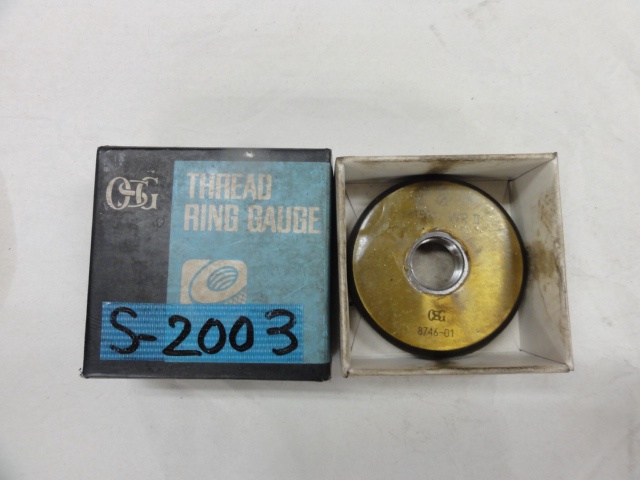 OSG
THREAD
RING GAUGE
S-2003
OSG
8746-01